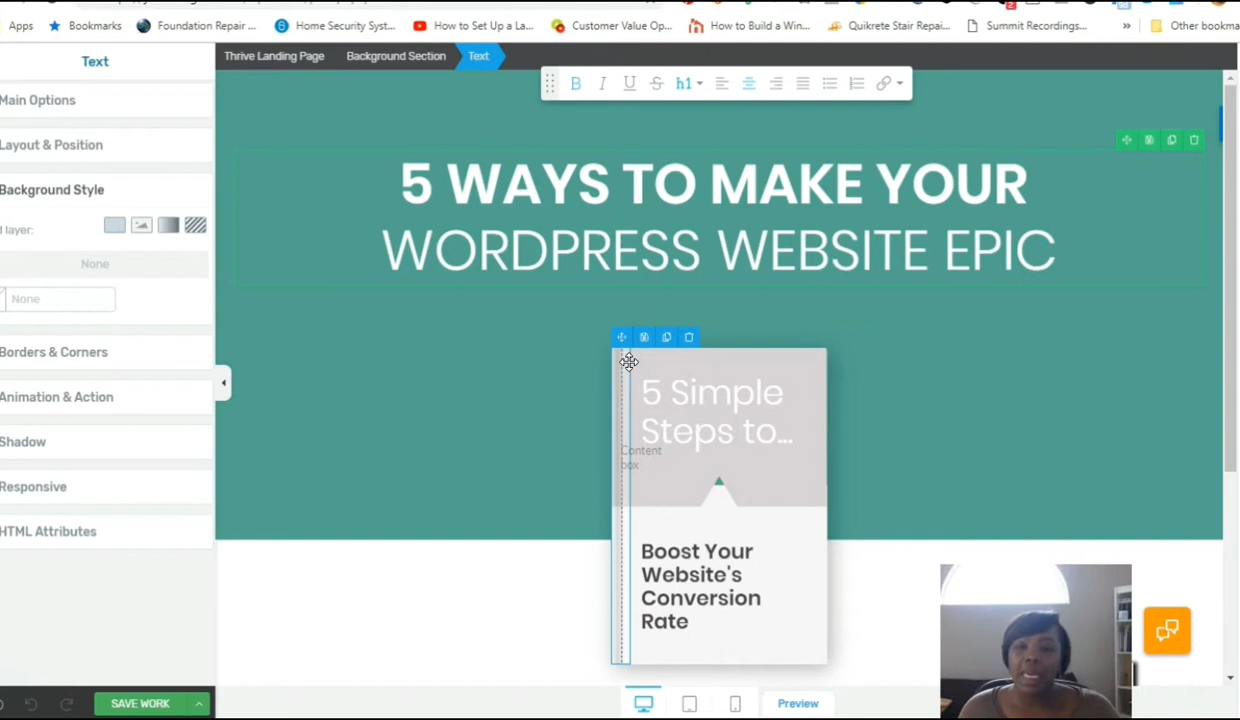 Apps
Bookmarks
Foundation Repair ...
Home Security Syst...
How to Set Up a La...
Customer Value Op...
How to Build a Win...
Quikrete Stair Repai...
Summit Recordings...
»
Other bookma
Text
Thrive Landing Page
Background Section
Text
Main Options
B I U S h1
Layout & Position
Background Style
d layer:
None
None
Borders & Corners
Animation & Action
Shadow
Responsive
HTML Attributes
5 WAYS TO MAKE YOUR
WORDPRESS WEBSITE EPIC
5 Simple
Steps to...
Content
box
Boost Your
Website's
Conversion
Rate
SAVE WORK
Preview